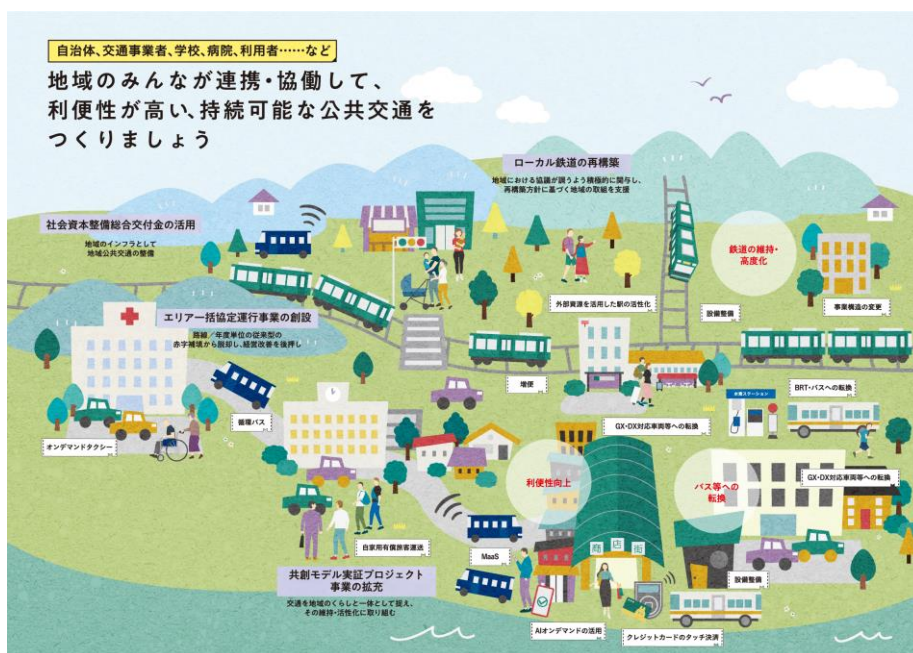 自治体、交通事業者、学校、病院、利用者……など
地域のみんなが連携・協働して、
利便性が高い、持続可能な公共交通を
つくりましょう
ローカル鉄道の再構築
地域における協議が調うよう積極的に関与し、
再構築方針に基づく地域の取組を支援
社会資本整備総合交付金の活用
地域のインフラとして
地域公共交通の整備
鉄道の維持・
高度化
外部資源を活用した駅の活性化
事業構造の変更
設備整備
エリア一括協定運行事業の創設
路線／年度単位の従来型の
赤字補填から脱却し、経営改善を後押し
増便
BRT・バスへの転換
循環バス
オンデマンドタクシー
GX・DX対応車両等への転換
水素ステーション
利便性向上
バス等への
転換
GX・DX対応車両等への転換
自家用有償旅客運送
MaaS
商店街
共創モデル実証プロジェクト
事業の拡充
交通を地域のくらしと一体として捉え、
その維持・活性化に取り組む
設備整備
AIオンデマンドの活用
クレジットカードのタッチ決済